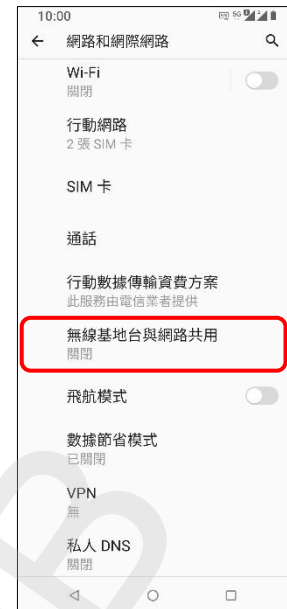 10:00
5G
網路和網際網路
Wi-Fi
關閉
行動網路
2 張 SIM 卡
SIM 卡
通話
行動數據傳輸資費方案
此服務由電信業者提供
無線基地台與網路共用
關閉
飛航模式
數據節省模式
已關閉
VPN
無
私人 DNS
關閉